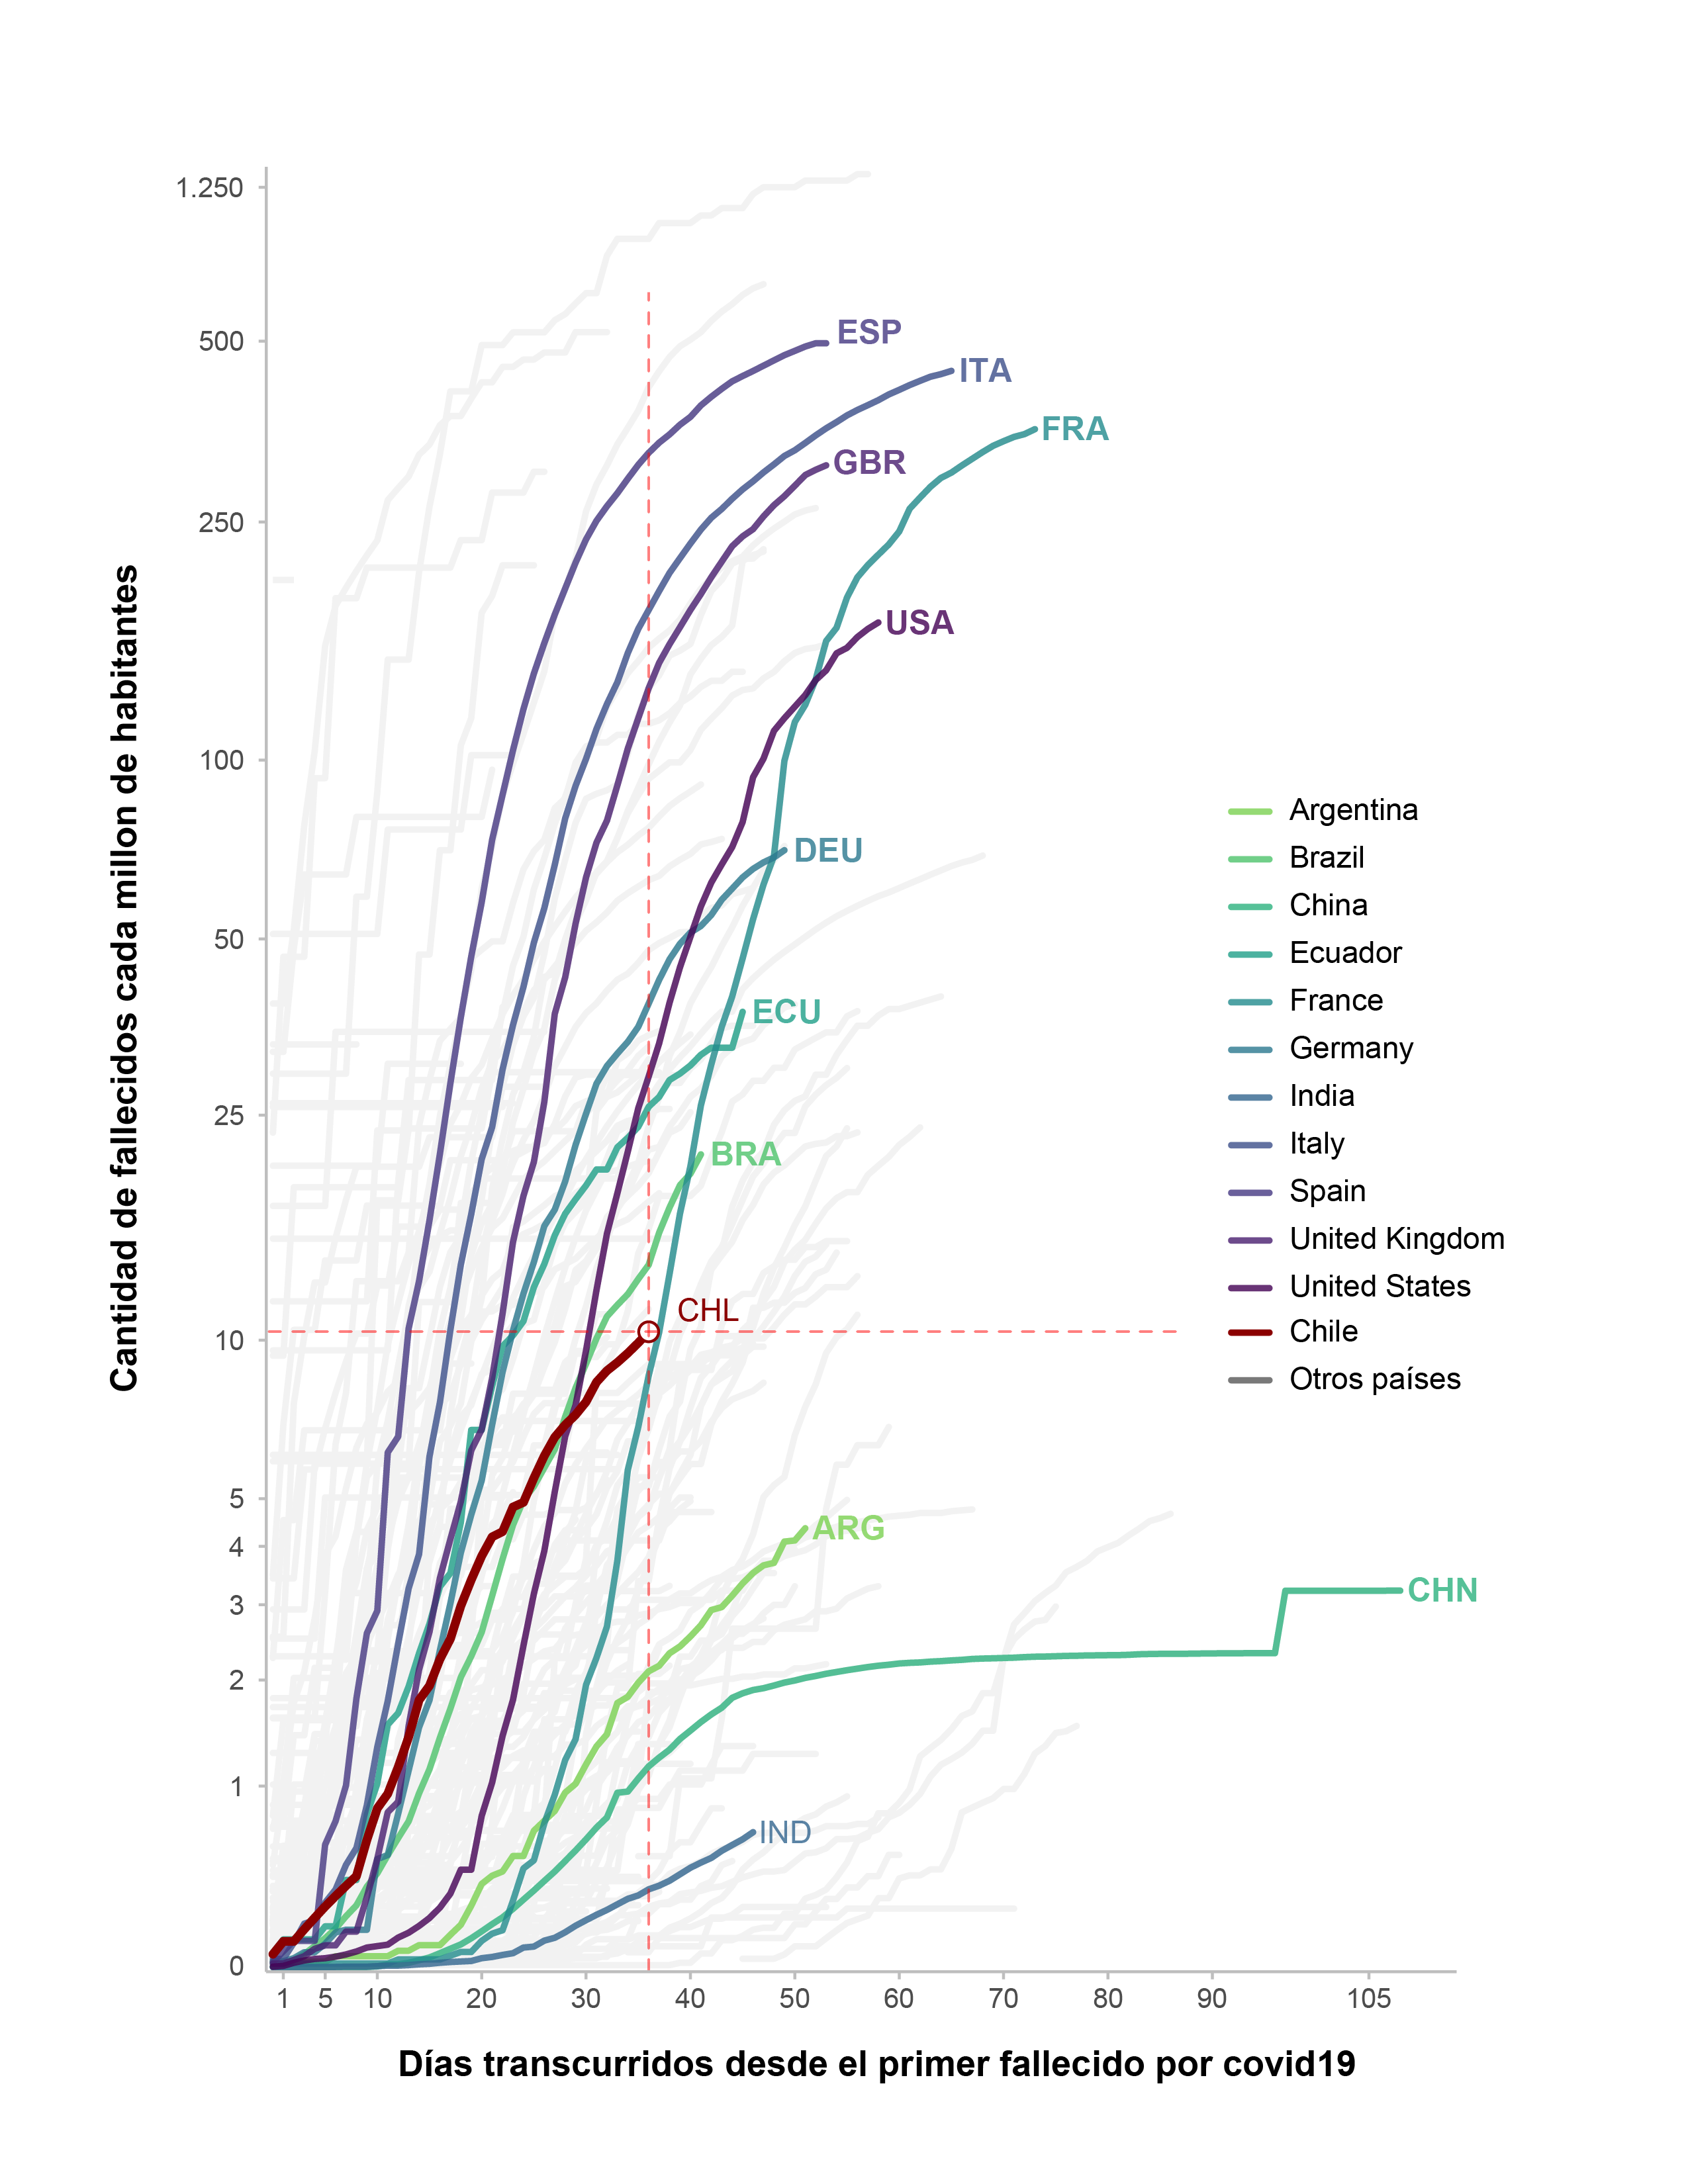 Cantidad de fallecidos cada millon de habitantes
1.250
500
250
100
50
25
10
5
4
3
2
1
0
ESP
ITA
FRA
GBR
USA
DEU
ECU
BRA
CHL
ARG
CHN
IND
Argentina
Brazil
China
Ecuador
France
Germany
India
Italy
Spain
United Kingdom
United States
Chile
Otros países
1 5 10 20 30 40 50 60 70 80 90 105
Días transcurridos desde el primer fallecido por covid19